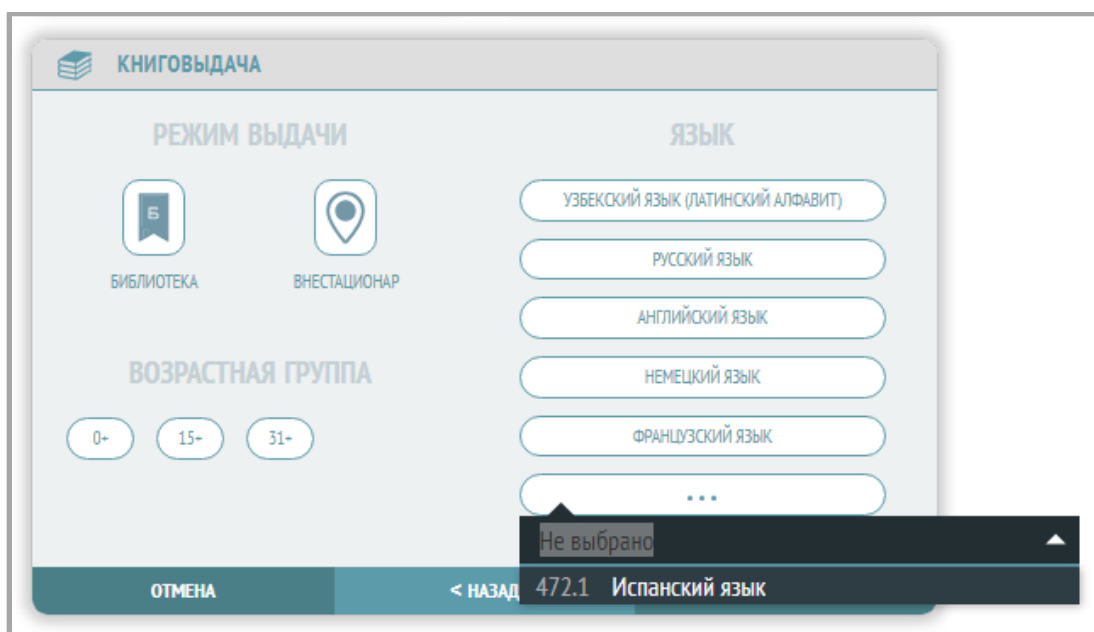 КНИГОВЫДАЧА
РЕЖИМ ВЫДАЧИ
Б
БИБЛИОТЕКА
ВНЕСТАЦИОНАР
ВОЗРАСТНАЯ ГРУППА
0+ 15+ 31+
ЯЗЫК
УЗБЕКСКИЙ ЯЗЫК (ЛАТИНСКИЙ АЛФАВИТ)
РУССКИЙ ЯЗЫК
АНГЛИЙСКИЙ ЯЗЫК
НЕМЕЦКИЙ ЯЗЫК
ФРАНЦУЗСКИЙ ЯЗЫК
...
Не выбрано
472.1 Испанский язык
ОТМЕНА
< НАЗАД